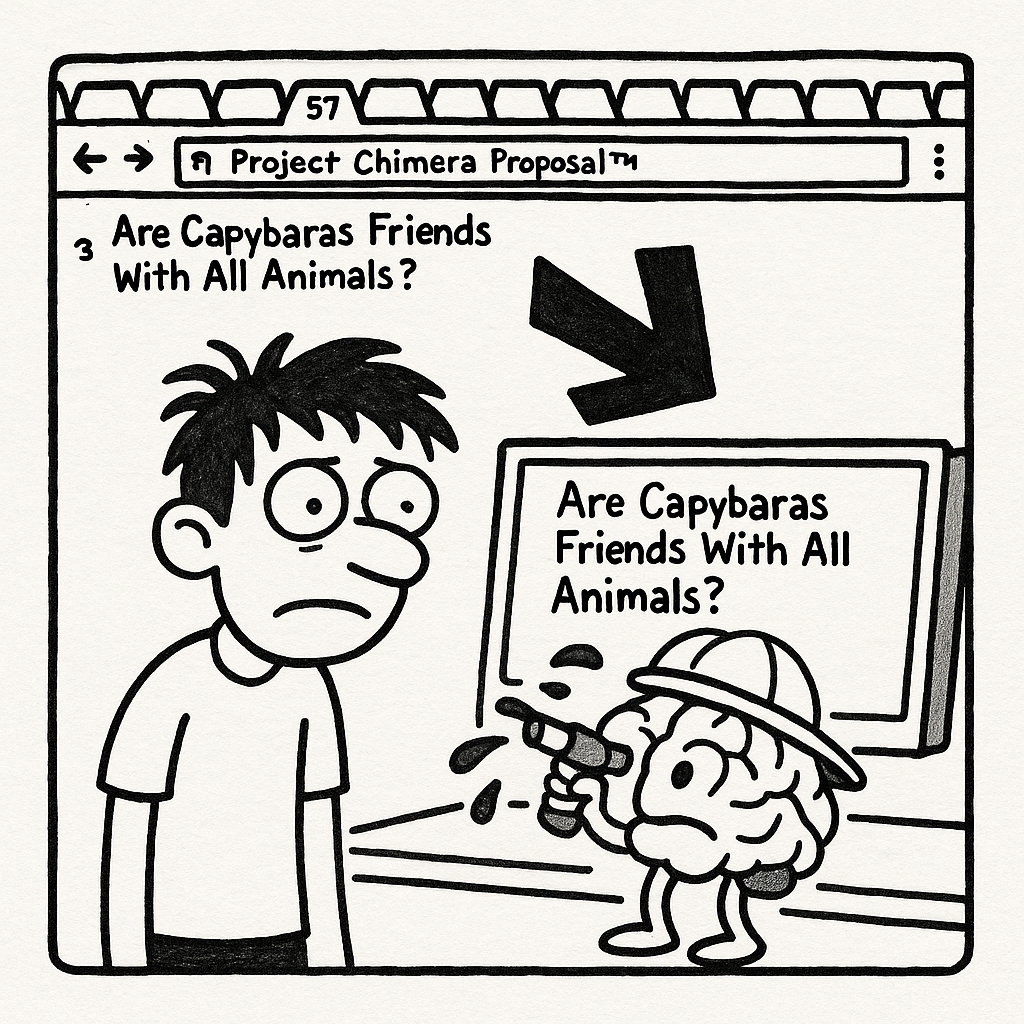 57
Project Chimera Proposal™
3
Are Capybaras Friends
With All Animals?
Are Capybaras
Friends With All
Animals?